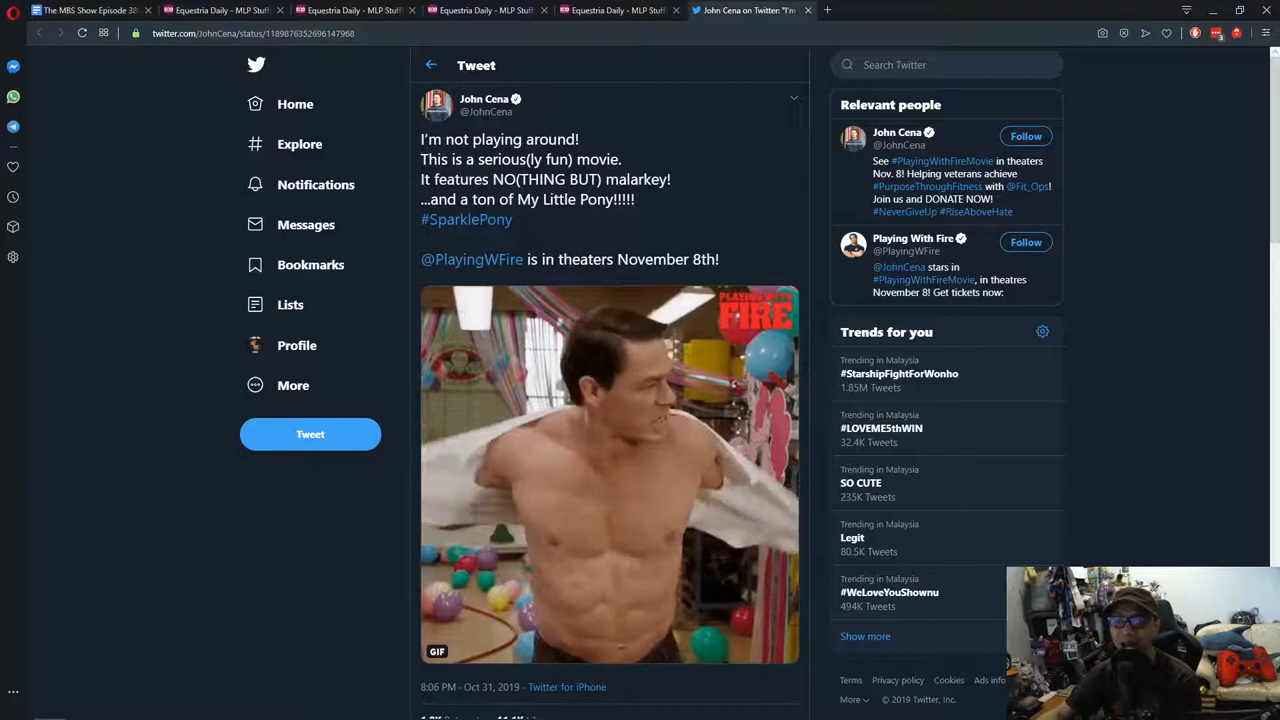 The MBS Show Episode 38
Equestria Daily - MLP Stuff!
Equestria Daily - MLP Stuff!
Equestria Daily - MLP Stuff!
Equestria Daily - MLP Stuff!
John Cena on Twitter: "I'm
twitter.com/JohnCena/status/1189876352696147968
3
Home
Explore
Notifications
Messages
Bookmarks
Lists
Profile
More
Tweet
Tweet
John Cena
@JohnCena
I'm not playing around!
This is a serious(ly fun) movie.
It features NO(THING BUT) malarkey!
...and a ton of My Little Pony!!!!!
#SparklePony
@PlayingWFire is in theaters November 8th!
PLAYING WITH
FIRE
GIF
8:06 PM · Oct 31, 2019 · Twitter for iPhone
Search Twitter
Relevant people
John Cena
@JohnCena
Follow
See #PlayingWithFireMovie in theaters
Nov. 8! Helping veterans achieve
#PurposeThroughFitness with @Fit_Ops!
Join us and DONATE NOW!
#NeverGiveUp #RiseAboveHate
Playing With Fire
@PlayingWFire
Follow
@JohnCena stars in
#PlayingWithFireMovie, in theatres
November 8! Get tickets now:
Trends for you
Trending in Malaysia
#StarshipFightForWonho
1.85M Tweets
Trending in Malaysia
#LOVEME5thWIN
32.4K Tweets
Trending in Malaysia
SO CUTE
235K Tweets
Trending in Malaysia
Legit
80.5K Tweets
Trending in Malaysia
#WeLoveYouShownu
494K Tweets
Show more
Terms Privacy policy Cookies Ads info
More © 2019 Twitter, Inc.